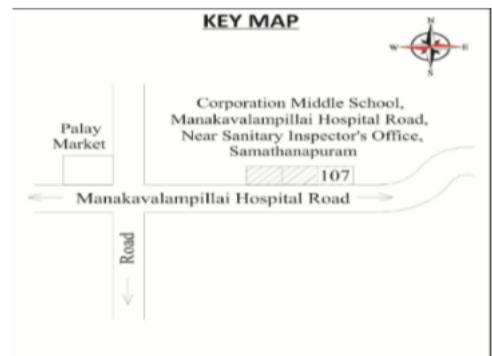 KEY MAP
N
W
E
S
Corporation Middle School,
Manakavalampillai Hospital Road,
Near Sanitary Inspector's Office,
Samathanapuram
Palay
Market
107
Manakavalampillai Hospital Road
Road